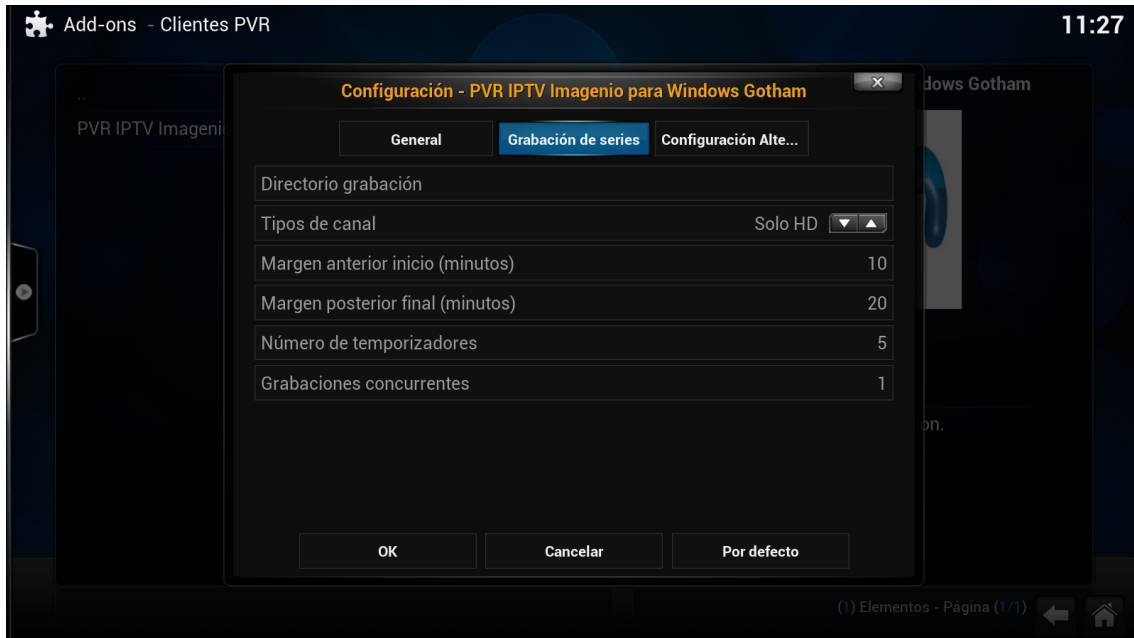 Add-ons - Clientes PVR
11:27
..
PVR IPTV Imagenio
dows Gotham
Configuración - PVR IPTV Imagenio para Windows Gotham
x
General
Grabación de series
Configuración Alte...
Directorio grabación
Tipos de canal Solo HD
Margen anterior inicio (minutos) 10
Margen posterior final (minutos) 20
Número de temporizadores 5
Grabaciones concurrentes 1
on.
OK
Cancelar
Por defecto
(1) Elementos - Página (1/1)